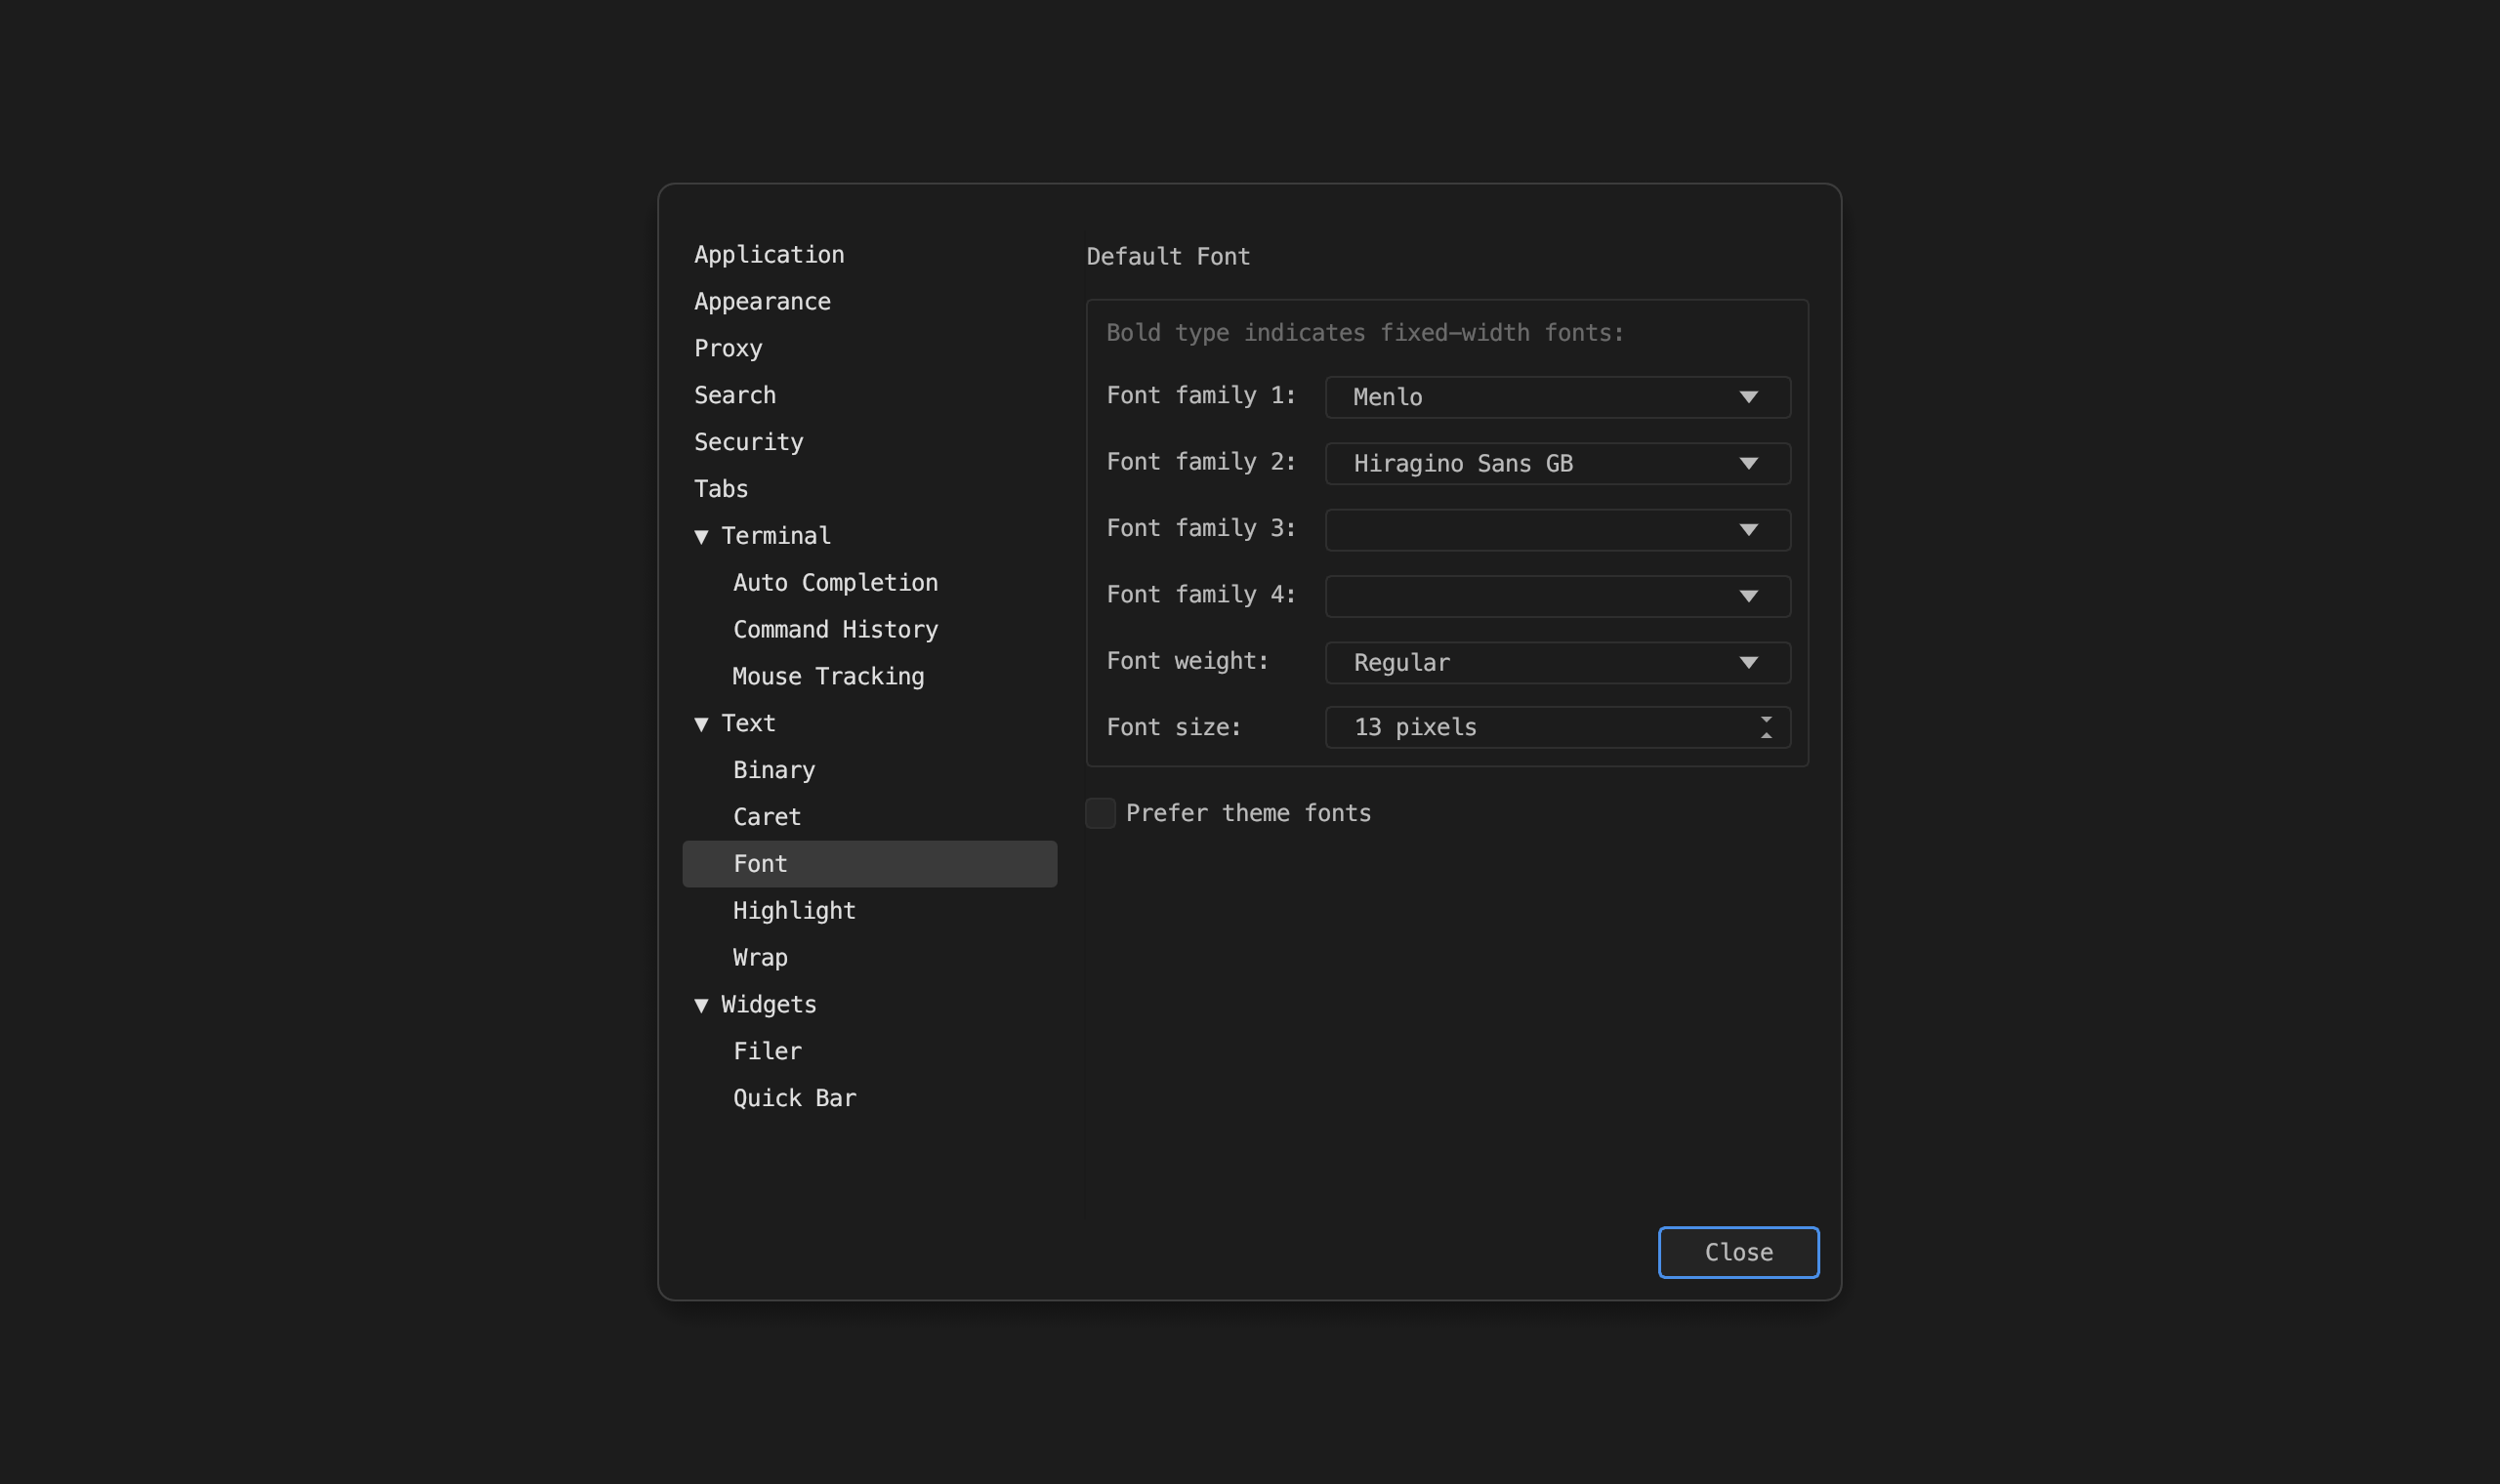 Application
Appearance
Proxy
Search
Security
Tabs
▼ Terminal
Auto Completion
Command History
Mouse Tracking
▼ Text
Binary
Caret
Font
Highlight
Wrap
▼ Widgets
Filer
Quick Bar
Default Font
Bold type indicates fixed-width fonts:
Font family 1: Menlo
Font family 2: Hiragino Sans GB
Font family 3:
Font family 4:
Font weight: Regular
Font size: 13 pixels
Prefer theme fonts
Close